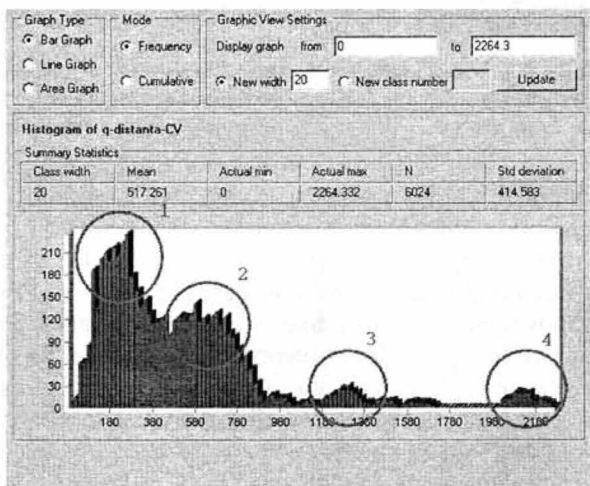 Graph Type
Bar Graph
Line Graph
Area Graph
Mode
Frequency
Cumulative
Graphic View Settings
Display graph from 0 to 2264.3
New width 20 New class number Update
Histogram of q-distanta-CV
Summary Statistics
Class width Mean Actual min Actual max N Std deviation
20 517.261 0 2264.332 6024 414.583
1
2
3
4
210
180
150
120
90
60
30
0
180 380 580 780 980 1180 1380 1580 1780 1980 2180